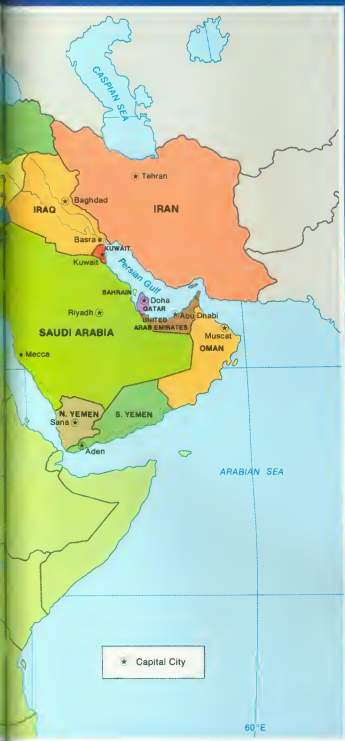 CASPIAN SEA
Tehran
IRAN
Baghdad
IRAQ
Basra
KUWAIT
Kuwait
Persian Gulf
BAHRAIN
Doha
QATAR
Riyadh
UNITED
ARAB EMIRATES
Abu Dhabi
Muscat
SAUDI ARABIA
OMAN
Mecca
N. YEMEN
S. YEMEN
Sana
Aden
ARABIAN SEA
Capital City
60°E